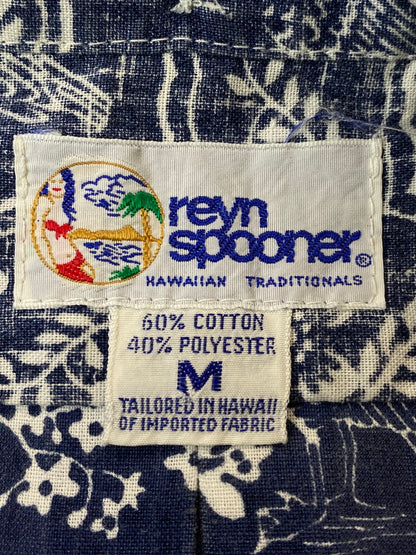 reyn
spooner®
HAWAIIAN TRADITIONALS
60% COTTON
40% POLYESTER
M
TAILORED IN HAWAII
OF IMPORTED FABRIC